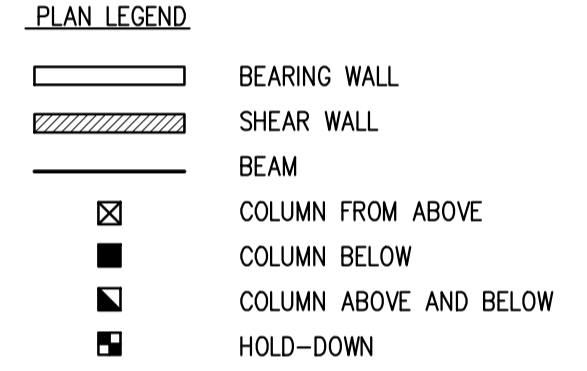 PLAN LEGEND
BEARING WALL
SHEAR WALL
BEAM
COLUMN FROM ABOVE
COLUMN BELOW
COLUMN ABOVE AND BELOW
HOLD-DOWN